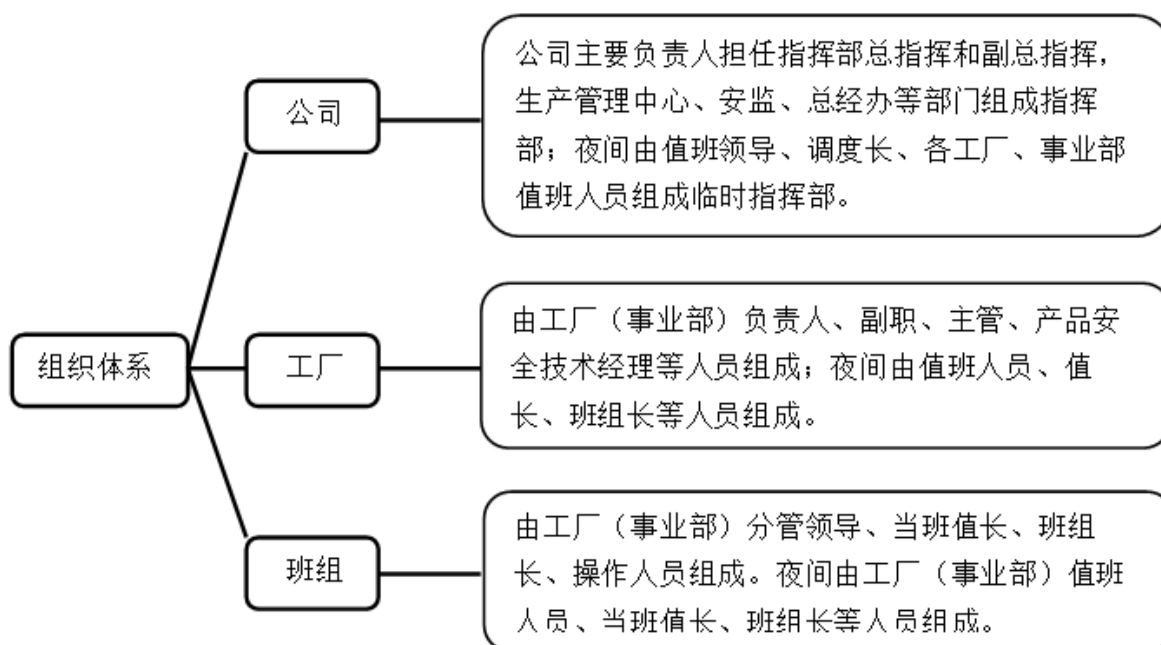 公司主要负责人担任指挥部总指挥和副总指挥，
生产管理中心、安监、总经办等部门组成指挥
部；夜间由值班领导、调度长、各工厂、事业部
值班人员组成临时指挥部。
公司
由工厂（事业部）负责人、副职、主管、产品安
全技术经理等人员组成；夜间由值班人员、值
长、班组长等人员组成。
组织体系
工厂
由工厂（事业部）分管领导、当班值长、班组
长、操作人员组成。夜间由工厂（事业部）值班
人员、当班值长、班组长等人员组成。
班组